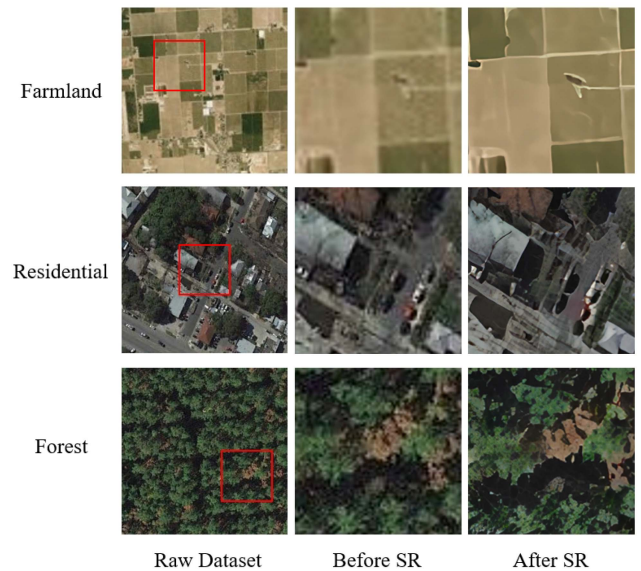 Farmland
Residential
Forest
Raw Dataset
Before SR
After SR